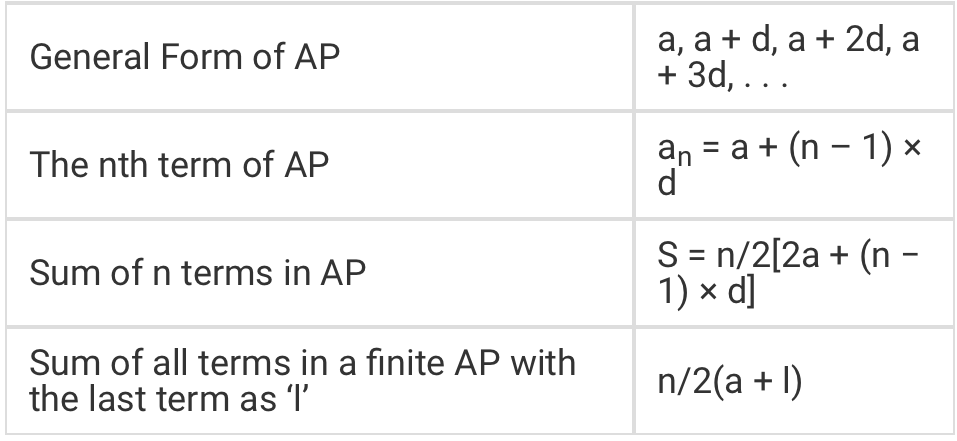 General Form of AP
a, a + d, a + 2d, a
+ 3d, . . .
The nth term of AP
an = a + (n – 1) ×
d
Sum of n terms in AP
S = n/2[2a + (n −
1) × d]
Sum of all terms in a finite AP with
the last term as ‘l’
n/2(a + l)